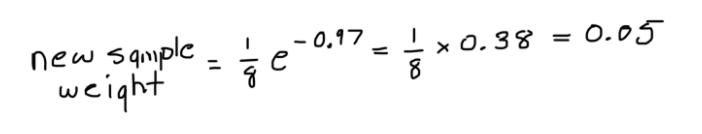 new sample weight = 1/8 e^-0.97 = 1/8 × 0.38 = 0.05